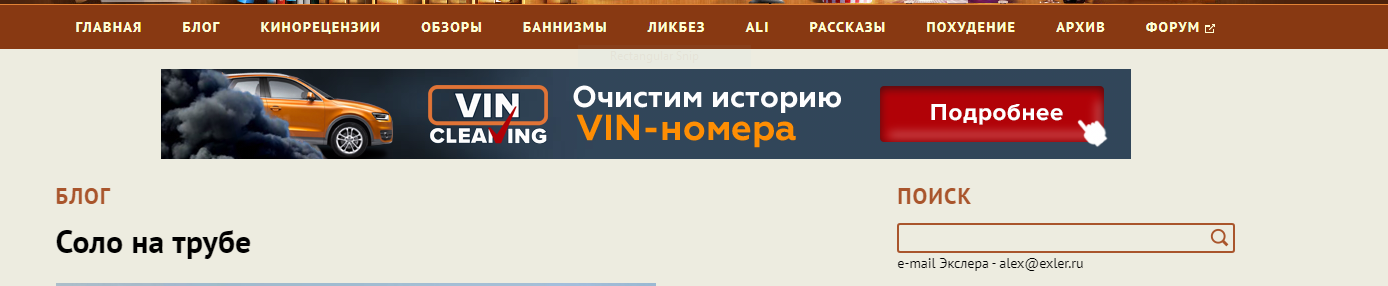 ГЛАВНАЯ БЛОГ КИНОРЕЦЕНЗИИ ОБЗОРЫ БАННИЗМЫ ЛИКБЕЗ ALI РАССКАЗЫ ПОХУДЕНИЕ АРХИВ ФОРУМ
VIN
CLEANING
Очистим историю
VIN-номера
Подробнее
БЛОГ
Соло на трубе
ПОИСК
e-mail Экслера - alex@exler.ru